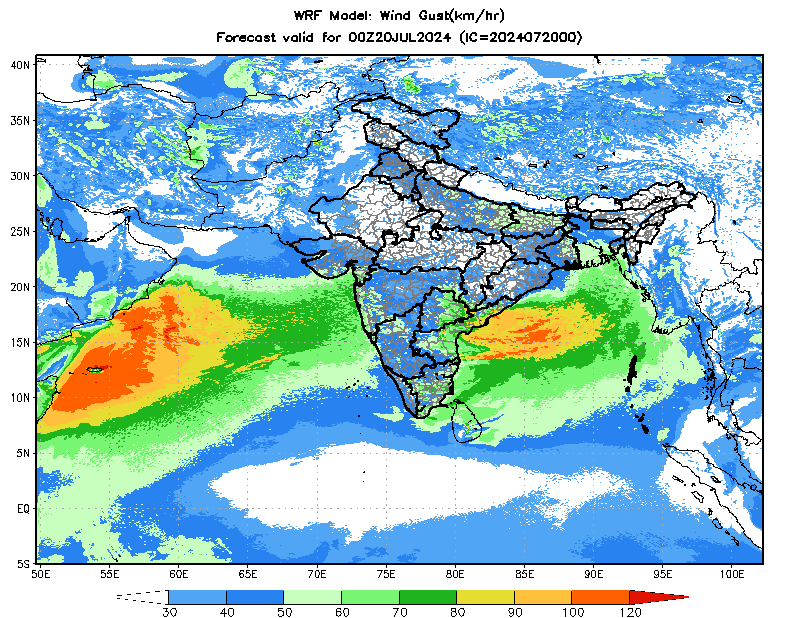 WRF Model: Wind Gust(km/hr)
Forecast valid for 00Z20JUL2024 (IC=2024072000)
40N
35N
30N
25N
20N
15N
10N
5N
EQ
5S
50E 55E 60E 65E 70E 75E 80E 85E 90E 95E 100E
30 40 50 60 70 80 90 100 120